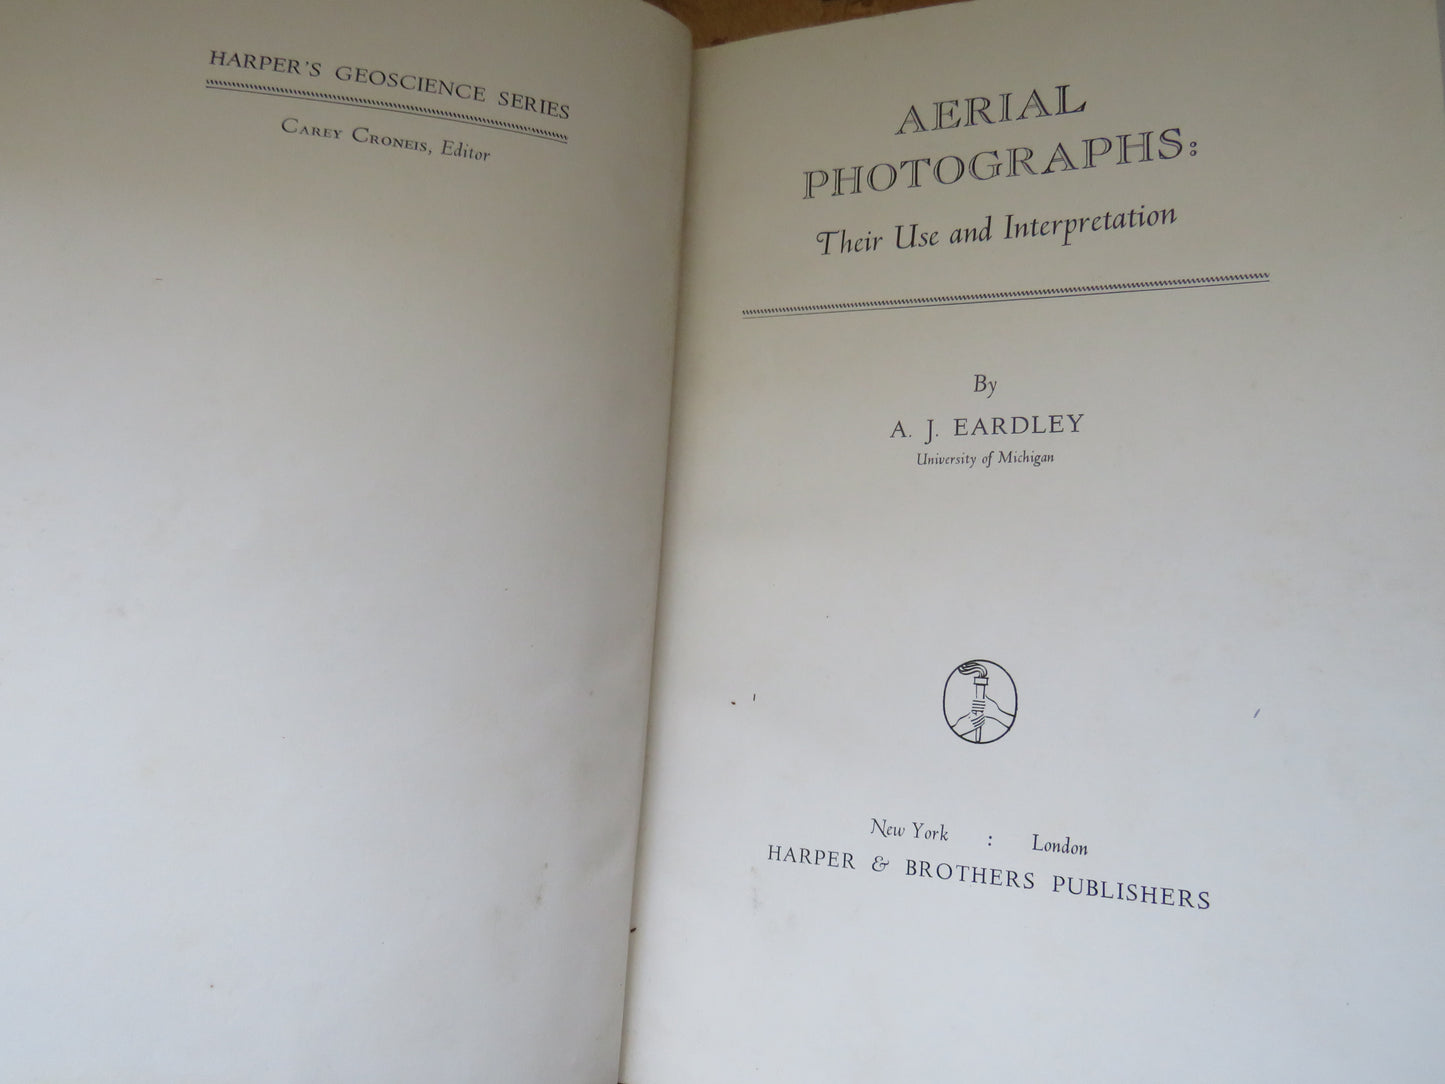 HARPER'S GEOSCIENCE SERIES
CAREY CRONEIS, Editor
AERIAL
PHOTOGRAPHS:
Their Use and Interpretation
By
A. J. EARDLEY
University of Michigan
New York : London
HARPER & BROTHERS PUBLISHERS